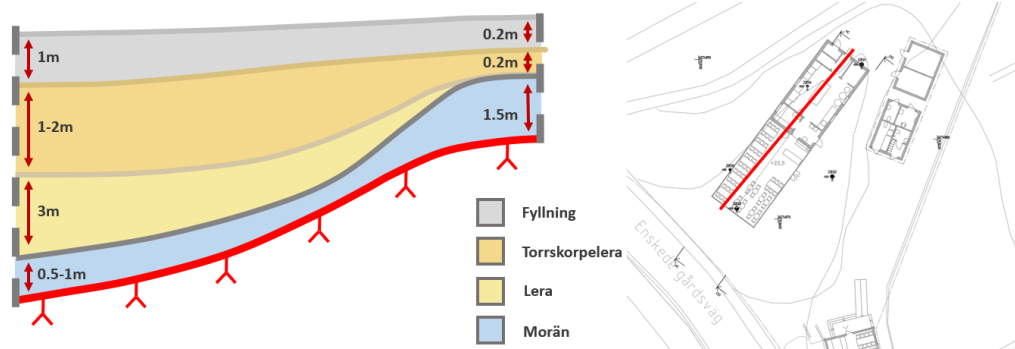 1m
1-2m
3m
0.5-1m
0.2m
0.2m
1.5m
Fyllning
Torrskorpelera
Lera
Morän
+23,5
Enskede gårdsväg